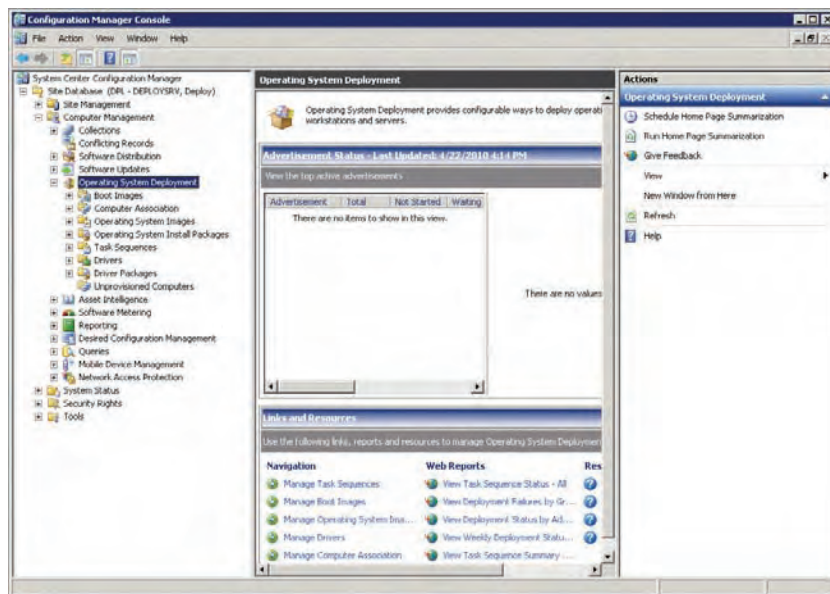 Configuration Manager Console
File Action View Window Help
System Center Configuration Manager
Site Database (DPL - DEPLOYSRV, Deploy)
Site Management
Computer Management
Collections
Conflicting Records
Software Distribution
Software Updates
Operating System Deployment
Boot Images
Computer Association
Operating System Images
Operating System Install Packages
Task Sequences
Drivers
Driver Packages
Unprovisioned Computers
Asset Intelligence
Software Metering
Reporting
Desired Configuration Management
Queries
Mobile Device Management
Network Access Protection
System Status
Security Rights
Tools
Operating System Deployment
Operating System Deployment provides configurable ways to deploy operati
workstations and servers.
Advertisement Status - Last Updated: 4/22/2010 4:14 PM
View the top active advertisements
Advertisement Total Not Started Waiting
There are no items to show in this view.
There are no values
Links and Resources
Use the following links, reports and resources to manage Operating System Deploymen
Navigation Web Reports Res
Manage Task Sequences View Task Sequence Status - All
Manage Boot Images View Deployment Failures by Gr...
Manage Operating System Ima... View Deployment Status by Ad...
Manage Drivers View Weekly Deployment Statu...
Manage Computer Association View Task Sequence Summary ...
Actions
Operating System Deployment
Schedule Home Page Summarization
Run Home Page Summarization
Give Feedback
View
New Window from Here
Refresh
Help